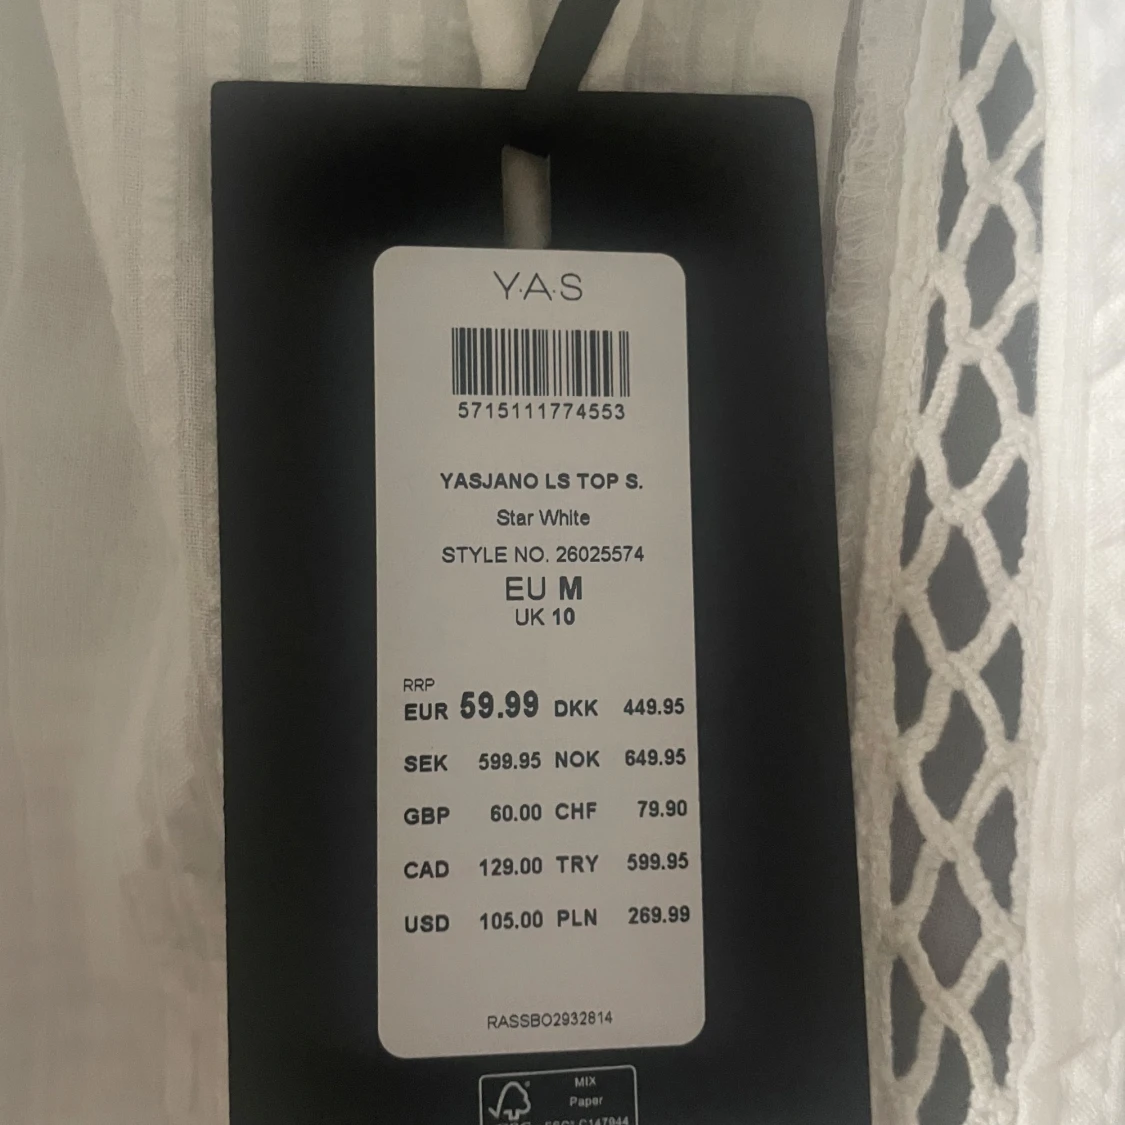 Y.A.S
5715111774553
YASJANO LS TOP S.
Star White
STYLE NO. 26025574
EU M
UK 10
RRP
EUR 59.99 DKK 449.95
SEK 599.95 NOK 649.95
GBP 60.00 CHF 79.90
CAD 129.00 TRY 599.95
USD 105.00 PLN 269.99
RASSBO2932814
MIX
Paper